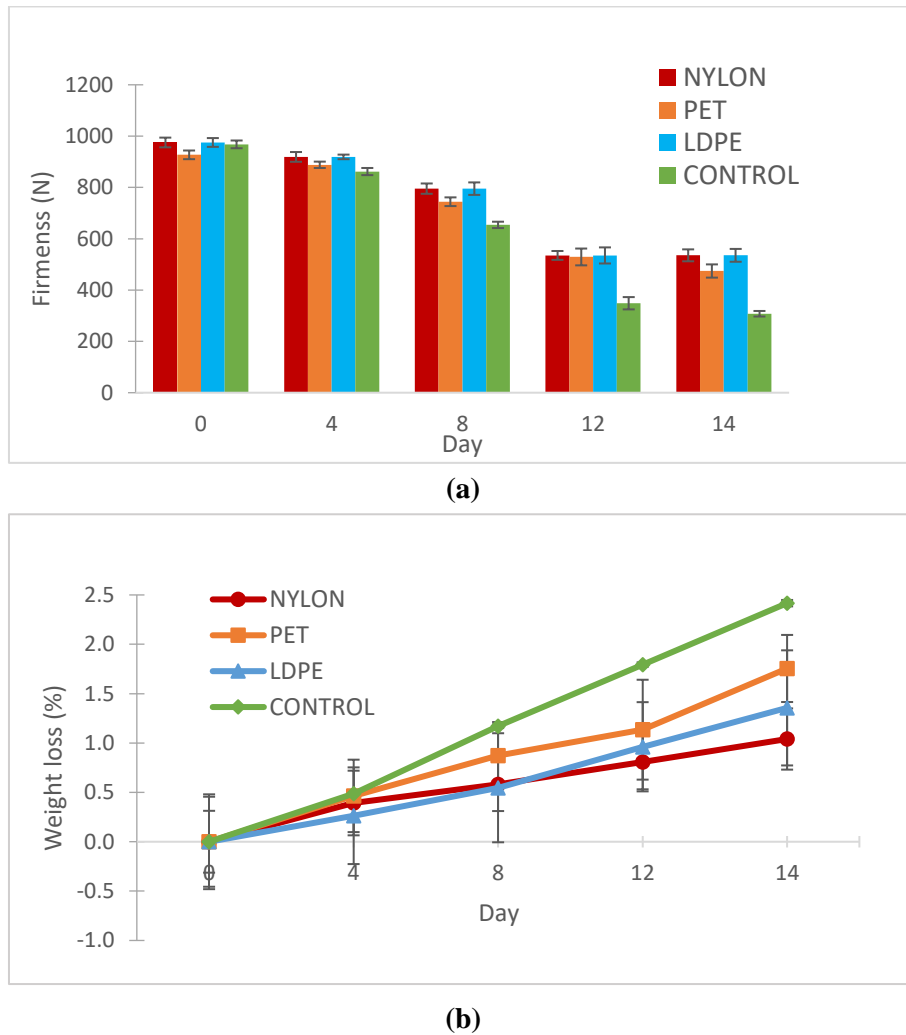 1200
1000
800
600
400
200
0
Firmenss (N)
NYLON
PET
LDPE
CONTROL
0 4 8 12 14
Day
(a)
2.5
2.0
1.5
1.0
0.5
0.0
-0.5
-1.0
Weight loss (%)
NYLON
PET
LDPE
CONTROL
0 4 8 12 14
Day
(b)